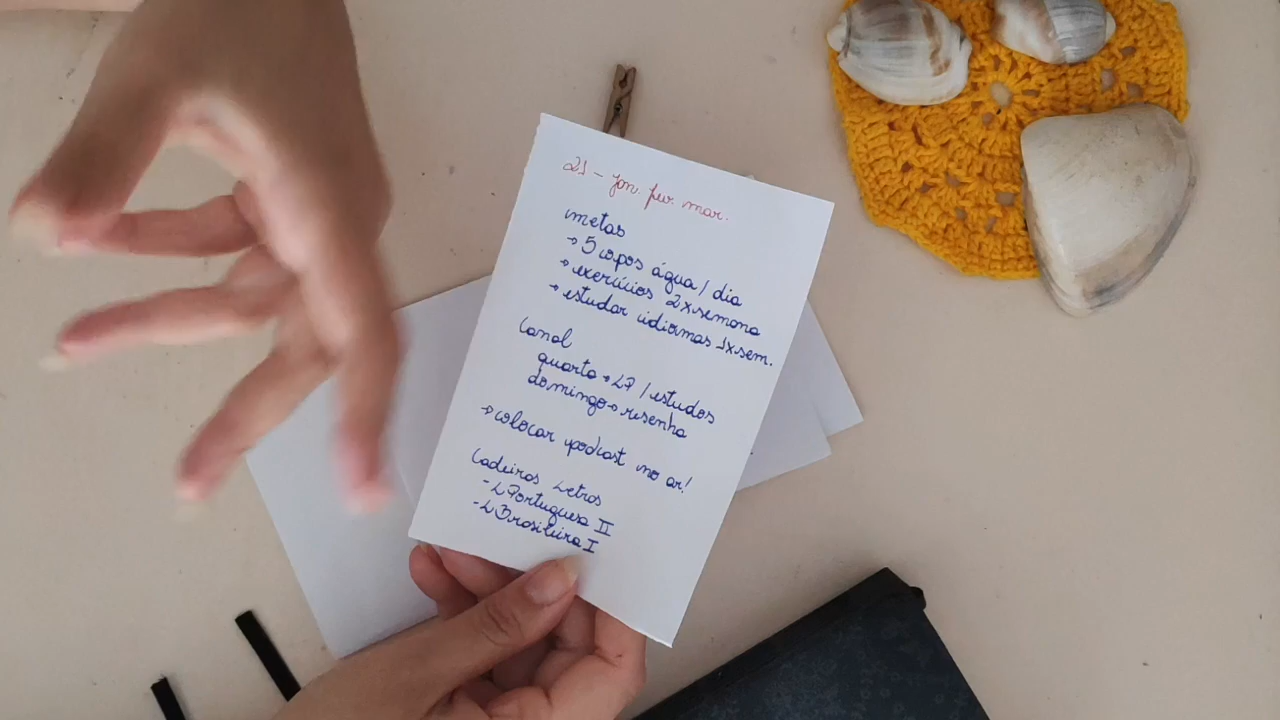 21 - jan. fev. mar.
metas
→ 5 copos água / dia
→ exercícios 2x semana
→ estudar idiomas 1x sem.
Canal
quarta → LP / estudos
domingo → resenha
→ colocar podcast no ar!
Cadeiras Letras
- L Portuguesa II
- L Brasileira I